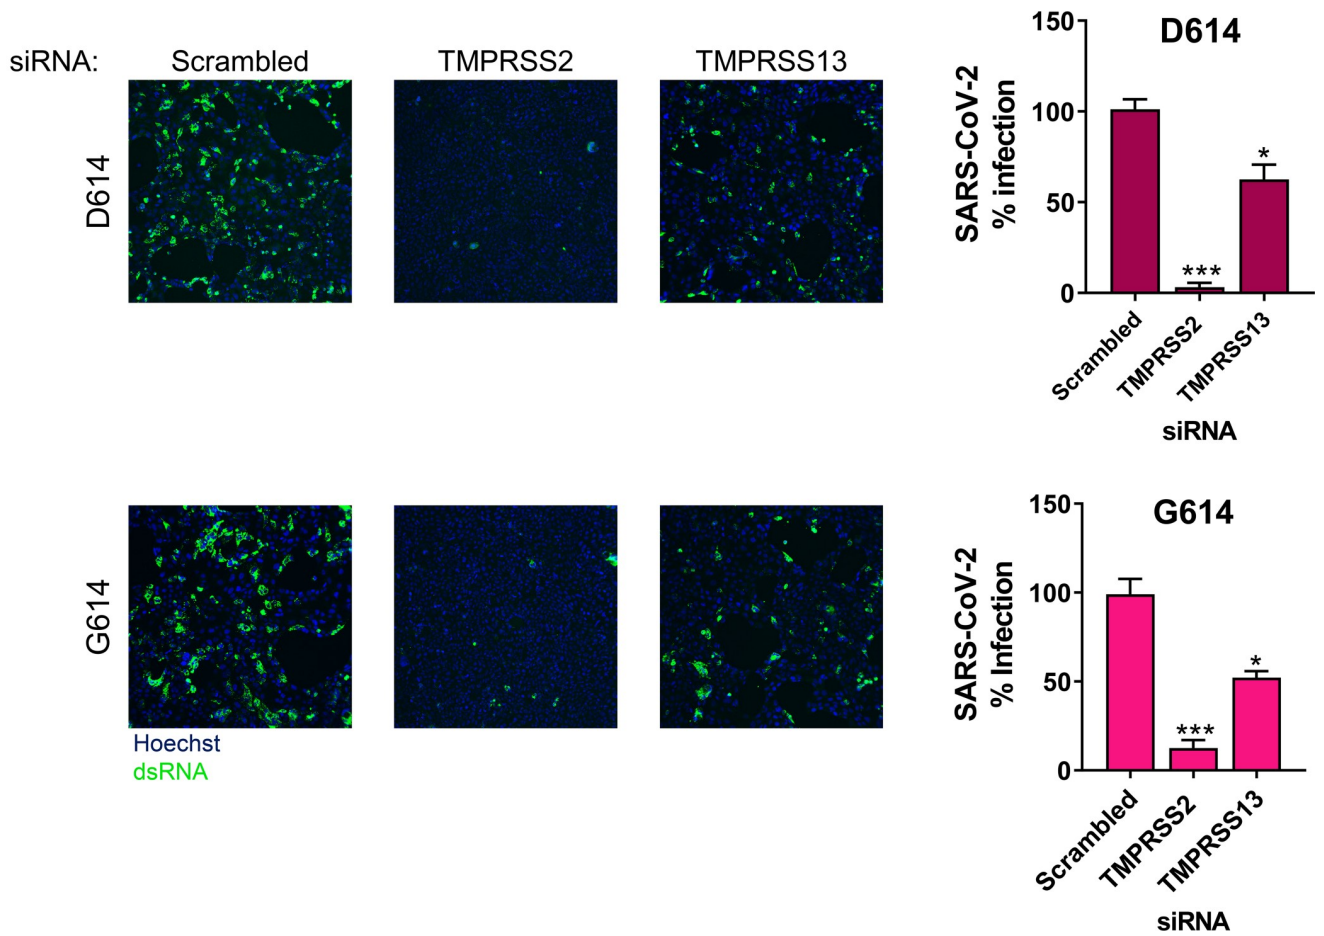 siRNA: Scrambled TMPRSS2 TMPRSS13
D614
150
100
50
0
SARS-CoV-2
% infection
D614
***
*
Scrambled
TMPRSS2
TMPRSS13
siRNA
G614
Hoechst
dsRNA
150
100
50
0
SARS-CoV-2
% Infection
G614
***
*
Scrambled
TMPRSS2
TMPRSS13
siRNA